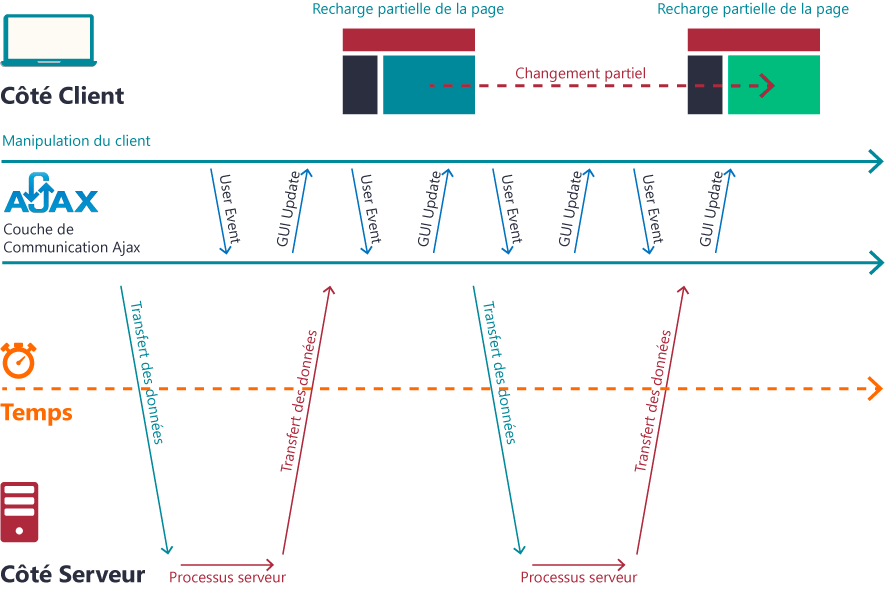 Recharge partielle de la page
Recharge partielle de la page
Changement partiel
Côté Client
Manipulation du client
AJAX
Couche de
Communication Ajax
User Event
GUI Update
User Event
GUI Update
User Event
GUI Update
User Event
GUI Update
Transfert des données
Transfert des données
Transfert des données
Transfert des données
Temps
Côté Serveur
Processus serveur
Processus serveur